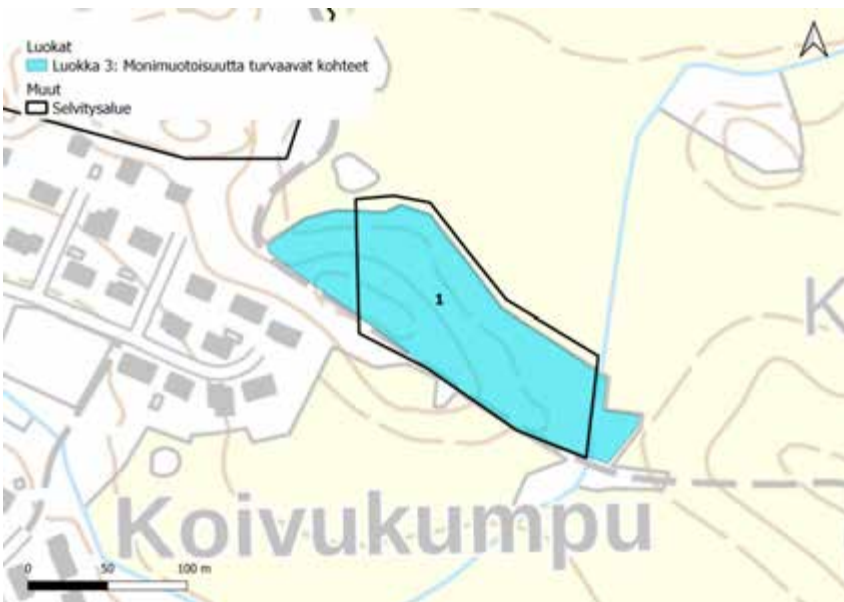 Luokat
Luokka 3: Monimuotoisuutta turvaavat kohteet
Muut
Selvitysalue
1
K
Koivukumpu
0 50 100 m